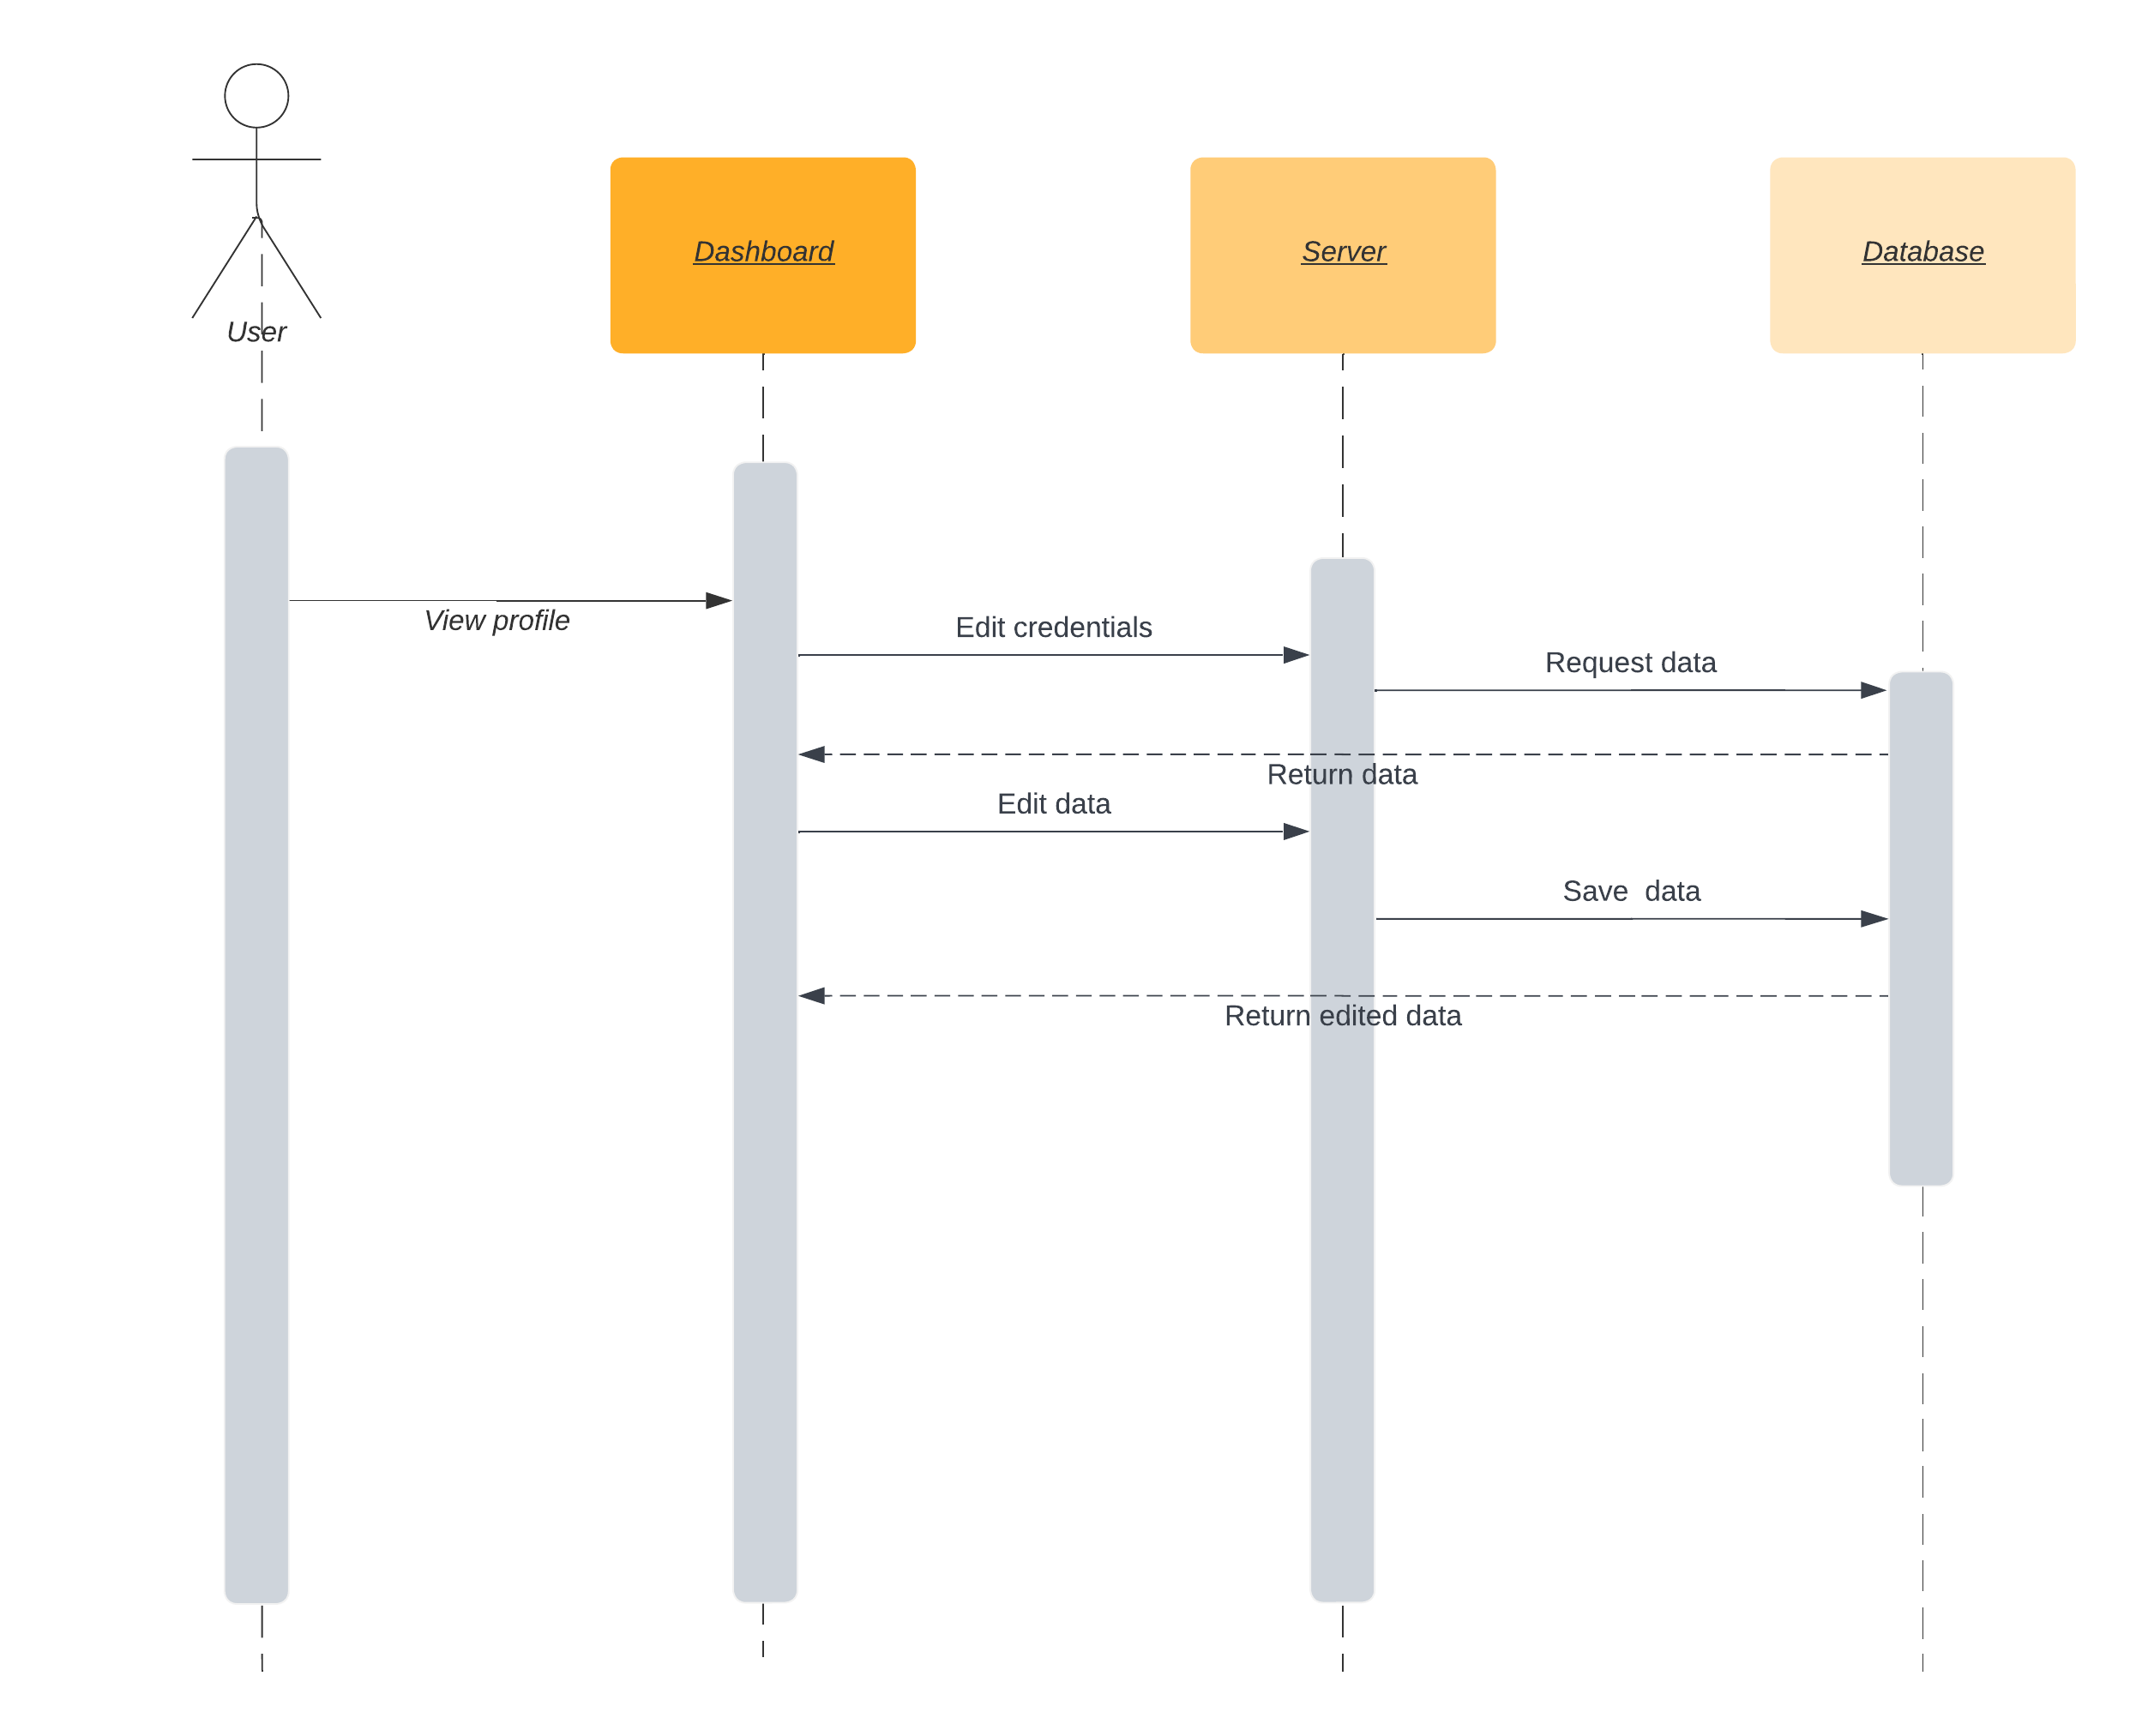 Dashboard
Server
Database
User
View profile
Edit credentials
Request data
Return data
Edit data
Save  data
Return edited data